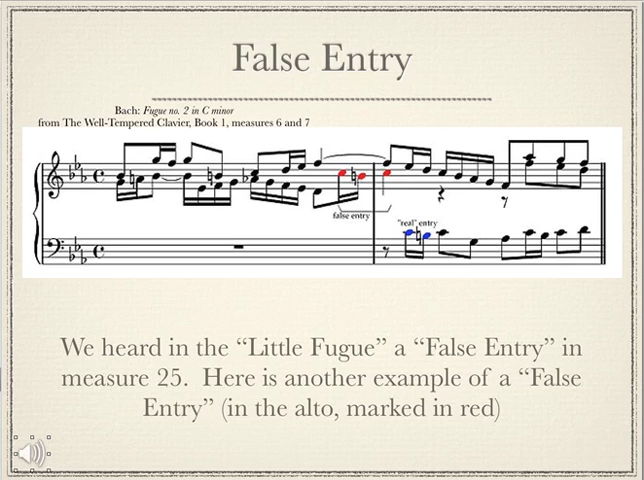 False Entry
Bach: Fugue no. 2 in C minor
from The Well-Tempered Clavier, Book 1, measures 6 and 7
false entry
"real" entry
We heard in the “Little Fugue” a “False Entry” in
measure 25.  Here is another example of a “False
Entry” (in the alto, marked in red)